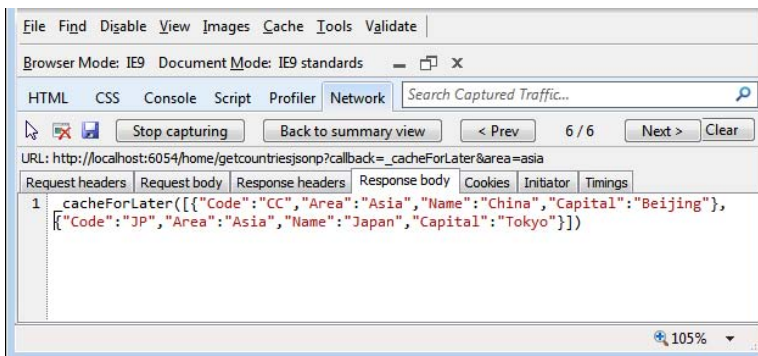 File Find Disable View Images Cache Tools Validate
Browser Mode: IE9 Document Mode: IE9 standards
HTML CSS Console Script Profiler Network Search Captured Traffic...
Stop capturing Back to summary view < Prev 6 / 6 Next > Clear
URL: http://localhost:6054/home/getcountriesjsonp?callback=_cacheForLater&area=asia
Request headers Request body Response headers Response body Cookies Initiator Timings
1 _cacheForLater([{"Code":"CC","Area":"Asia","Name":"China","Capital":"Beijing"},
{"Code":"JP","Area":"Asia","Name":"Japan","Capital":"Tokyo"}])
105%